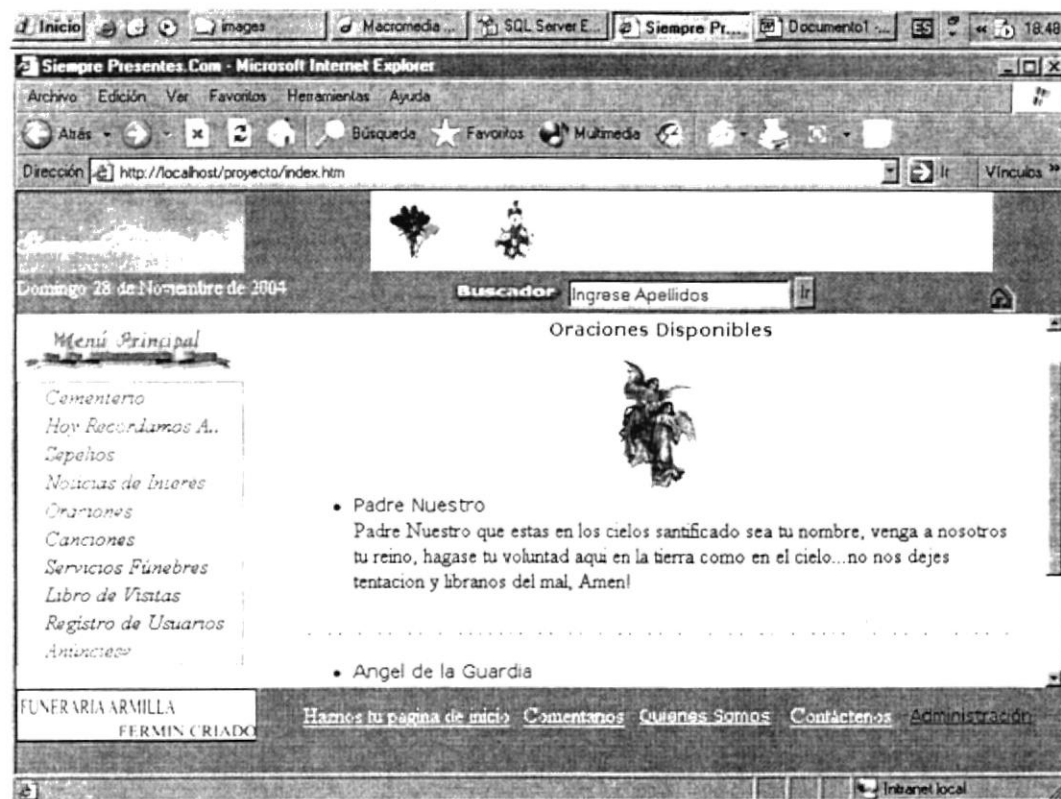 Inicio images Macromedia ... SQL Server E... Siempre Pr... Documento1 -... ES « 18.48
Siempre Presentes.Com - Microsoft Internet Explorer
Archivo Edición Ver Favoritos Herramientas Ayuda
Atrás Búsqueda Favoritos Multimedia
Dirección http://localhost/proyecto/index.htm Ir Vínculos »
Domingo 28 de Noviembre de 2004
Buscador Ingrese Apellidos Ir
Menú Principal
Cementerio
Hoy Recordamos A..
Sepelios
Noticias de Interes
Oraciones
Canciones
Servicios Fúnebres
Libro de Visitas
Registro de Usuarios
Anúnciese
Oraciones Disponibles
• Padre Nuestro
Padre Nuestro que estas en los cielos santificado sea tu nombre, venga a nosotros
tu reino, hagase tu voluntad aqui en la tierra como en el cielo...no nos dejes
tentacion y libranos del mal, Amen!
• Angel de la Guardia
FUNERARIA ARMILLA
FERMIN CRIADO
Haznos tu pagina de inicio Comentarios Quienes Somos Contáctenos Administración
Intranet local